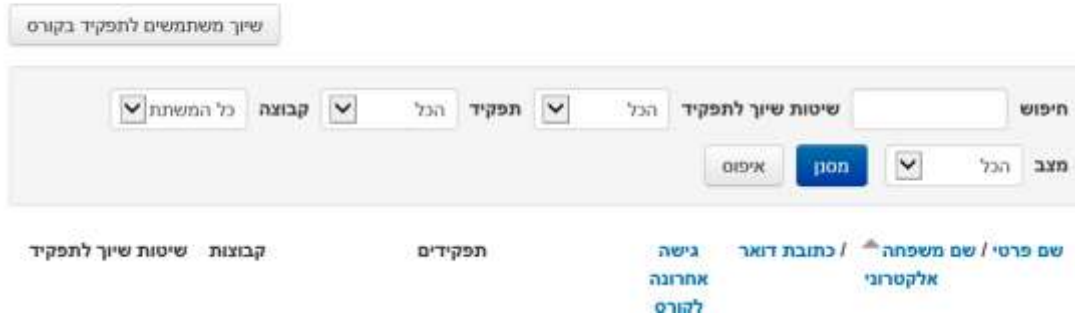 שיוך משתמשים לתפקיד בקורס
חיפוש שיטות שיוך לתפקיד הכל תפקיד הכל קבוצה כל המשתת
מצב הכל מסנן איפוס
שם פרטי / שם משפחה / כתובת דואר גישה תפקידים קבוצות שיטות שיוך לתפקיד
אלקטרוני אחרונה
לקורס